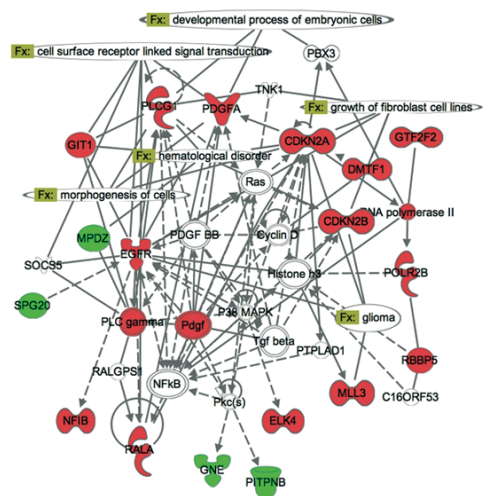 Fx: developmental process of embryonic cells
PBX3
Fx: cell surface receptor linked signal transduction
TNK1
PLCG1
PDGFA
Fx: growth of fibroblast cell lines
GIT1
CDKN2A
GTF2F2
Fx: hematological disorder
DMTF1
Ras
Fx: morphogenesis of cells
CDKN2B
RNA polymerase II
MPDZ
PDGF BB
Cyclin D
EGFR
SOCS5
Histone h3
POLR2B
SPG20
P38 MAPK
PLC gamma
Pdgf
Fx: glioma
Tgf beta
PTPLAD1
RBBP5
RALGPS1
NFkB
MLL3
C16ORF53
Pkc(s)
NFIB
ELK4
RALA
GNE
PITPNB